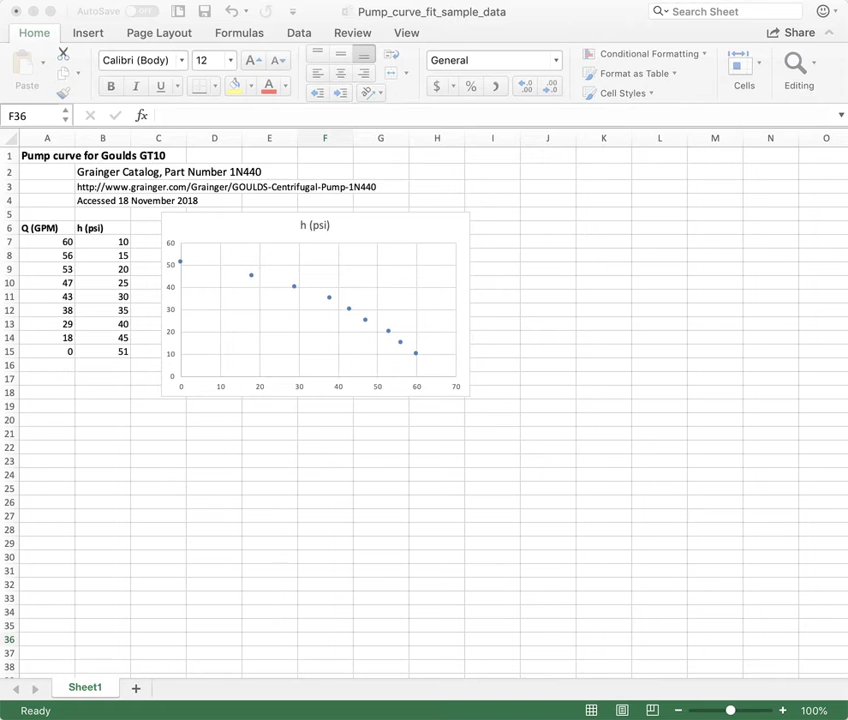 AutoSave OFF
Pump_curve_fit_sample_data
Search Sheet
Home Insert Page Layout Formulas Data Review View
Share
Paste
Calibri (Body) 12
A A
B I U
A
General
$ % )
.0 .00
.00 .0
Conditional Formatting
Format as Table
Cell Styles
Cells
Editing
F36
fx
A B C D E F G H I J K L M N O
1 Pump curve for Goulds GT10
2 Grainger Catalog, Part Number 1N440
3 http://www.grainger.com/Grainger/GOULDS-Centrifugal-Pump-1N440
4 Accessed 18 November 2018
5
6 Q (GPM) h (psi)
7 60 10
8 56 15
9 53 20
10 47 25
11 43 30
12 38 35
13 29 40
14 18 45
15 0 51
16
17
18
19
20
21
22
23
24
25
26
27
28
29
30
31
32
33
34
35
36
37
38
h (psi)
60
50
40
30
20
10
0
0 10 20 30 40 50 60 70
Sheet1
Ready
100%